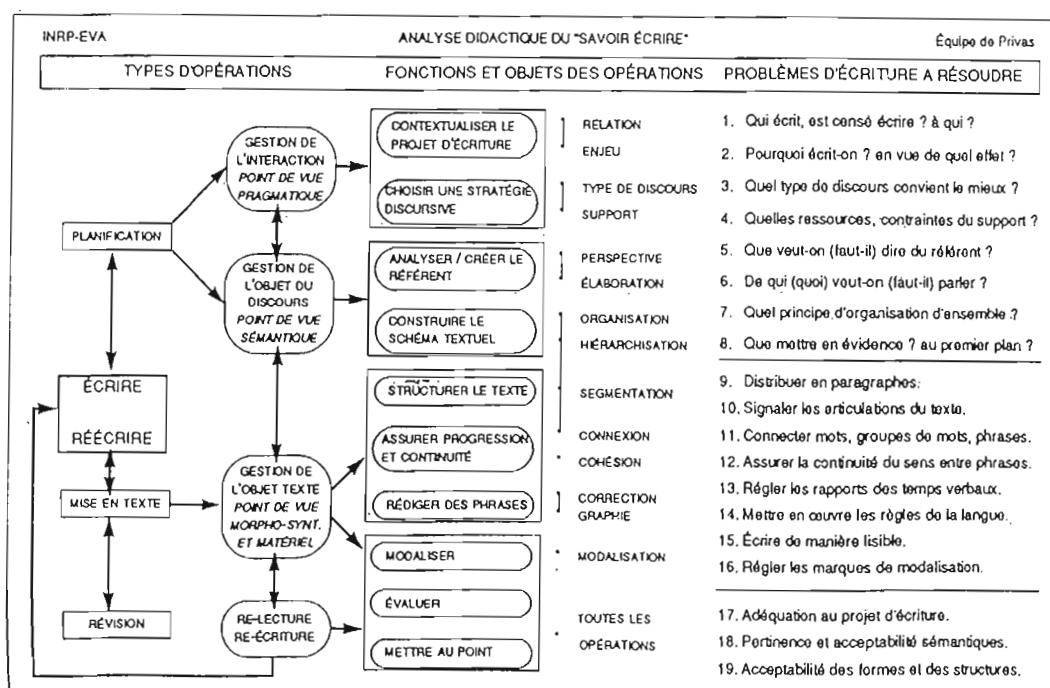 INRP-EVA
ANALYSE DIDACTIQUE DU "SAVOIR ÉCRIRE"
Équipe de Privas
TYPES D'OPÉRATIONS
FONCTIONS ET OBJETS DES OPÉRATIONS
PROBLÈMES D'ÉCRITURE A RÉSOUDRE
PLANIFICATION
ÉCRIRE
RÉÉCRIRE
MISE EN TEXTE
RÉVISION
GESTION DE
L'INTERACTION
POINT DE VUE
PRAGMATIQUE
GESTION DE
L'OBJET DU
DISCOURS
POINT DE VUE
SÉMANTIQUE
GESTION DE
L'OBJET TEXTE
POINT DE VUE
MORPHO-SYNT.
ET MATÉRIEL
RE-LECTURE
RE-ÉCRITURE
CONTEXTUALISER LE
PROJET D'ÉCRITURE
CHOISIR UNE STRATÉGIE
DISCURSIVE
ANALYSER / CRÉER LE
RÉFÉRENT
CONSTRUIRE LE
SCHÉMA TEXTUEL
STRUCTURER LE TEXTE
ASSURER PROGRESSION
ET CONTINUITÉ
RÉDIGER DES PHRASES
MODALISER
ÉVALUER
METTRE AU POINT
RELATION
ENJEU
TYPE DE DISCOURS
SUPPORT
PERSPECTIVE
ÉLABORATION
ORGANISATION
HIÉRARCHISATION
SEGMENTATION
CONNEXION
COHÉSION
CORRECTION
GRAPHIE
MODALISATION
TOUTES LES
OPÉRATIONS
1. Qui écrit, est censé écrire ? à qui ?
2. Pourquoi écrit-on ? en vue de quel effet ?
3. Quel type de discours convient le mieux ?
4. Quelles ressources, contraintes du support ?
5. Que veut-on (faut-il) dire du référent ?
6. De qui (quoi) veut-on (faut-il) parler ?
7. Quel principe d'organisation d'ensemble ?
8. Que mettre en évidence ? au premier plan ?
9. Distribuer en paragraphes.
10. Signaler les articulations du texte.
11. Connecter mots, groupes de mots, phrases.
12. Assurer la continuité du sens entre phrases.
13. Régler les rapports des temps verbaux.
14. Mettre en œuvre les règles de la langue.
15. Écrire de manière lisible.
16. Régler les marques de modalisation.
17. Adéquation au projet d'écriture.
18. Pertinence et acceptabilité sémantiques.
19. Acceptabilité des formes et des structures.